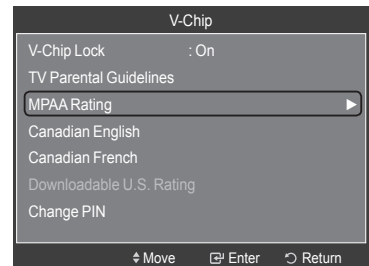 V-Chip
V-Chip Lock : On
TV Parental Guidelines
MPAA Rating
Canadian English
Canadian French
Downloadable U.S. Rating
Change PIN
Move Enter Return